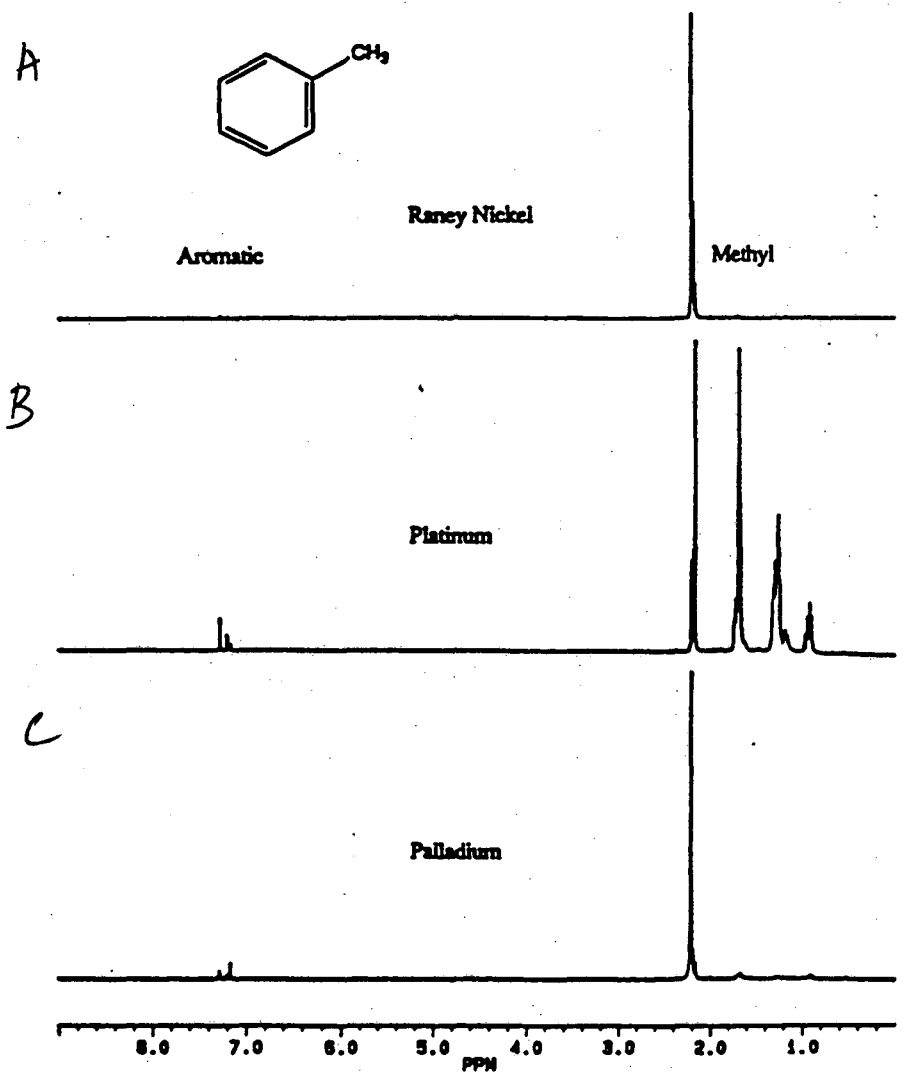 A
CH₃
Raney Nickel
Aromatic
Methyl
B
Platinum
C
Palladium
8.0 7.0 6.0 5.0 4.0 3.0 2.0 1.0
PPM